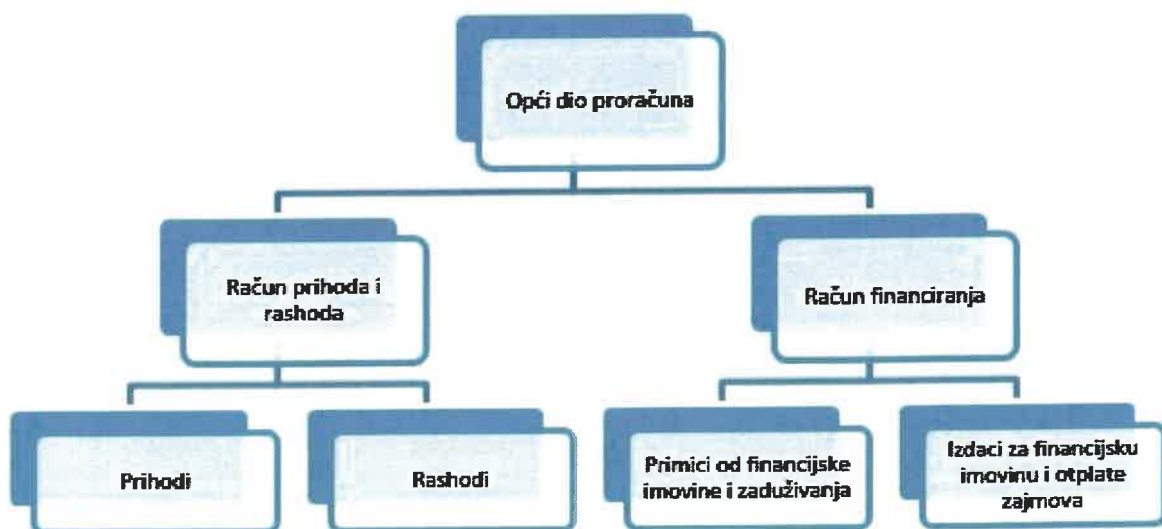 Opći dio proračuna
Račun prihoda i
rashoda
Račun financiranja
Prihodi
Rashodi
Primici od financijske
imovine i zaduživanja
Izdaci za financijsku
imovinu i otplate
zajmova